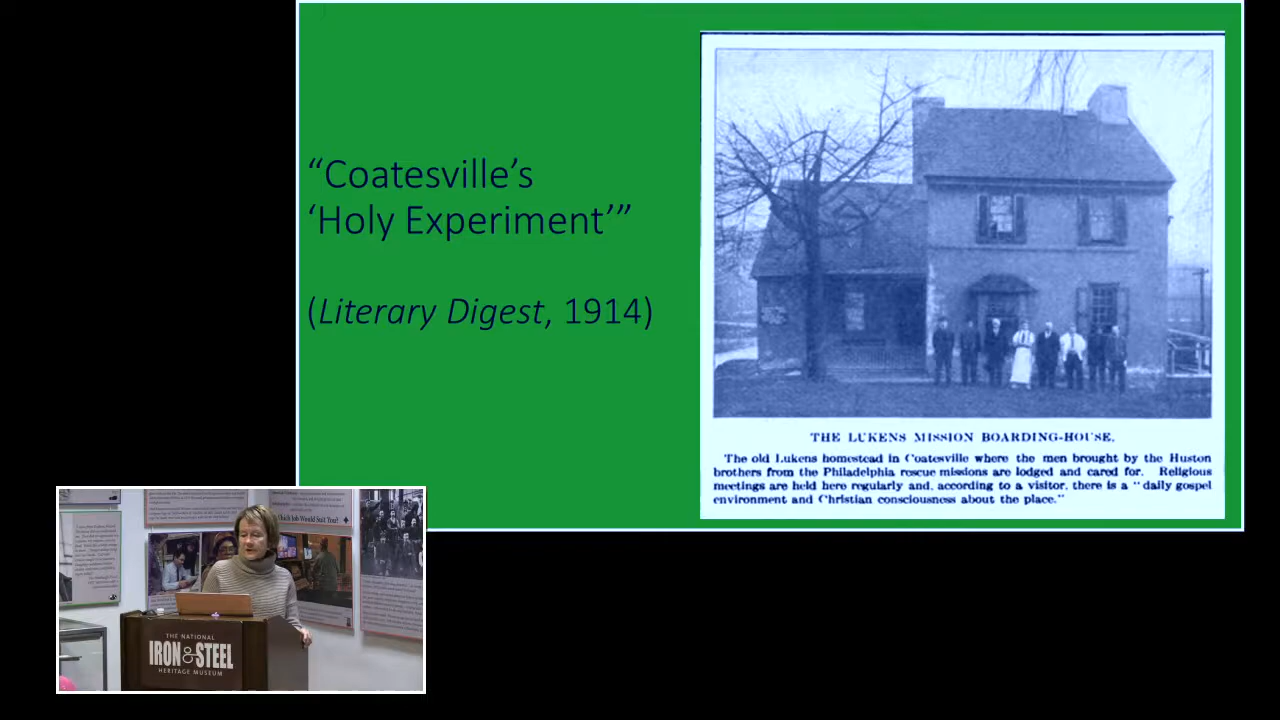 “Coatesville’s
‘Holy Experiment’”
(Literary Digest, 1914)
THE LUKENS MISSION BOARDING-HOUSE.
The old Lukens homestead in Coatesville where the men brought by the Huston
brothers from the Philadelphia rescue missions are lodged and cared for. Religious
meetings are held here regularly and, according to a visitor, there is a “daily gospel
environment and Christian consciousness about the place.”
Which Job Would Suit You?
THE NATIONAL
IRON & STEEL
HERITAGE MUSEUM